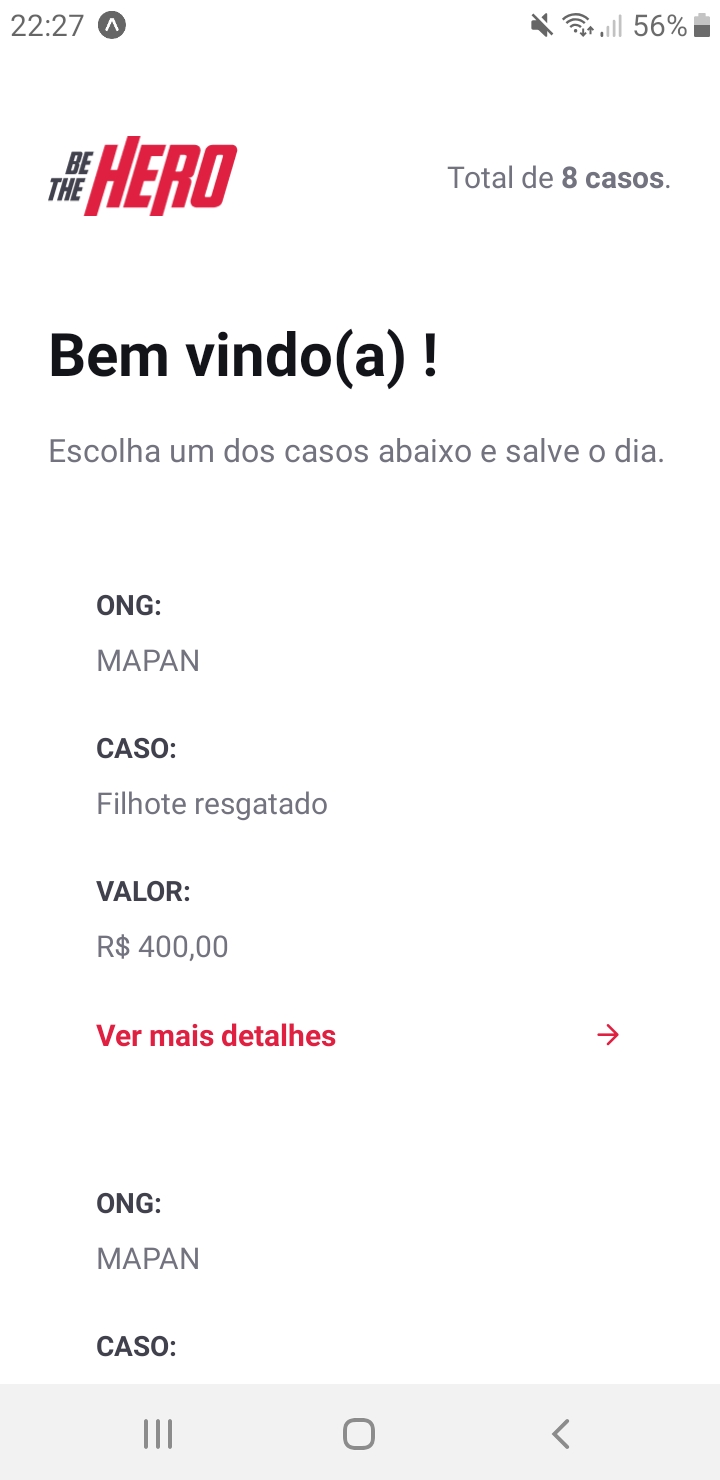 22:27
56%
BE
THE HERO
Total de 8 casos.
Bem vindo(a) !
Escolha um dos casos abaixo e salve o dia.
ONG:
MAPAN
CASO:
Filhote resgatado
VALOR:
R$ 400,00
Ver mais detalhes
ONG:
MAPAN
CASO: